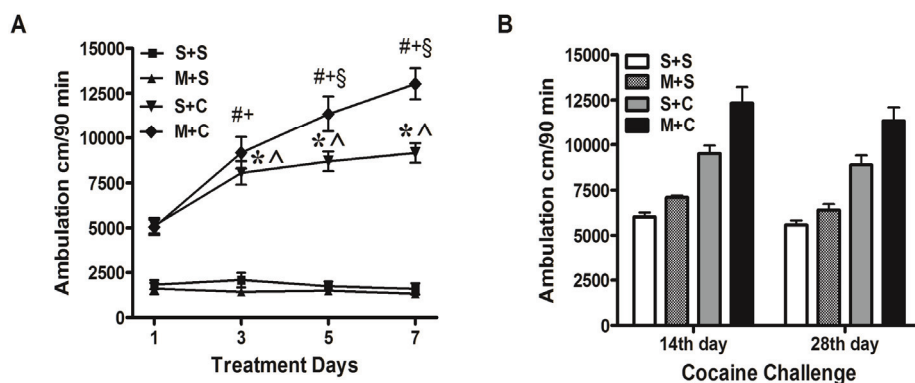 A
Ambulation cm/90 min
15000
12500
10000
7500
5000
2500
0
S+S
M+S
S+C
M+C
#+
#+§
#+§
*^
*^
*^
1 3 5 7
Treatment Days
B
Ambulation cm/90 min
15000
12500
10000
7500
5000
2500
0
S+S
M+S
S+C
M+C
14th day 28th day
Cocaine Challenge